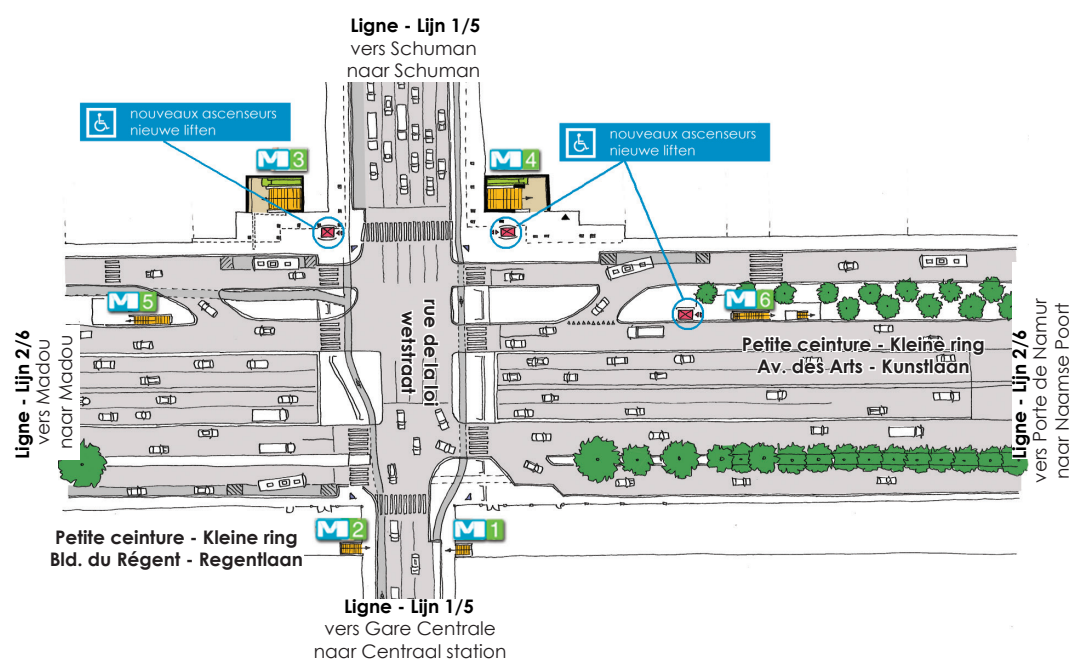 Ligne - Lijn 1/5
vers Schuman
naar Schuman
nouveaux ascenseurs
nieuwe liften
nouveaux ascenseurs
nieuwe liften
M 3
M 4
M 5
M 6
rue de la loi
wetstraat
Ligne - Lijn 2/6
vers Madou
naar Madou
Petite ceinture - Kleine ring
Av. des Arts - Kunstlaan
Ligne - Lijn 2/6
vers Porte de Namur
naar Naamse Poort
M 2
M 1
Petite ceinture - Kleine ring
Bld. du Régent - Regentlaan
Ligne - Lijn 1/5
vers Gare Centrale
naar Centraal station